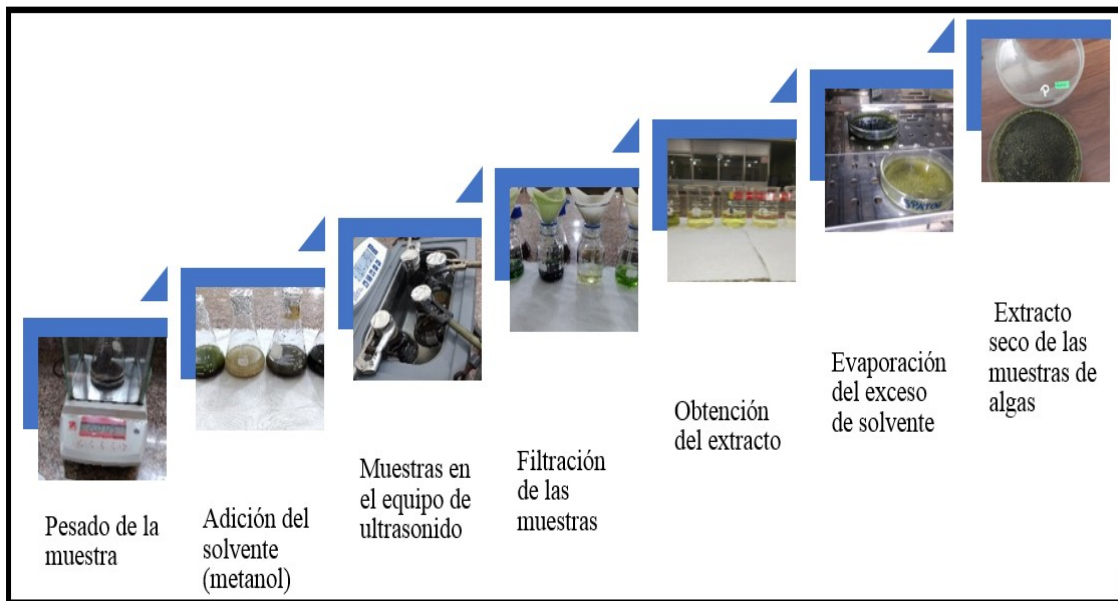 Pesado de la
muestra
Adición del
solvente
(metanol)
Muestras en
el equipo de
ultrasonido
Filtración
de las
muestras
Obtención
del extracto
Evaporación
del exceso
de solvente
Extracto
seco de las
muestras de
algas